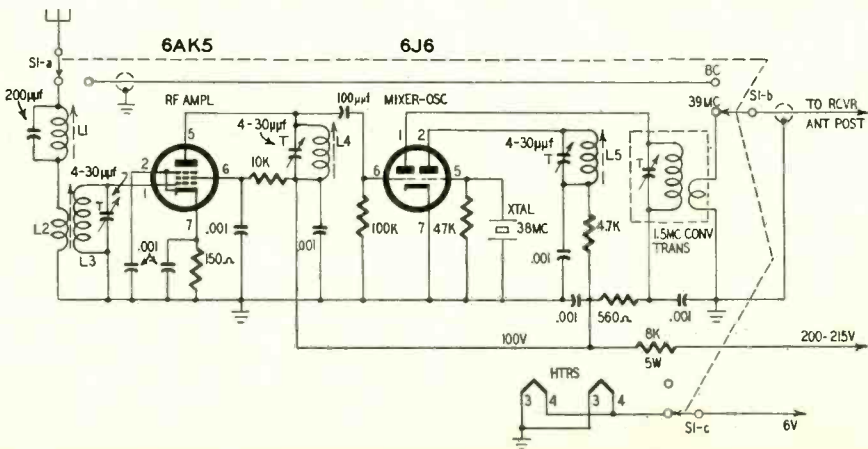 6AK5
6J6
S1-a
BC
39MC
S1-b
TO RCVR
ANT POST
200μμf
L1
RF AMPL
100μμf
MIXER-OSC
4-30μμf
T
L4
5
1
2
4-30μμf
T
L5
T
4-30μμf
2
6
10K
6
5
1
T
L2
L3
7
.001
150Ω
.001
.001
100K
7
47K
XTAL
38MC
4.7K
.001
1.5MC CONV
TRANS
.001
560Ω
.001
100V
8K
5W
200-215V
HTRS
3
4
3
4
S1-c
6V